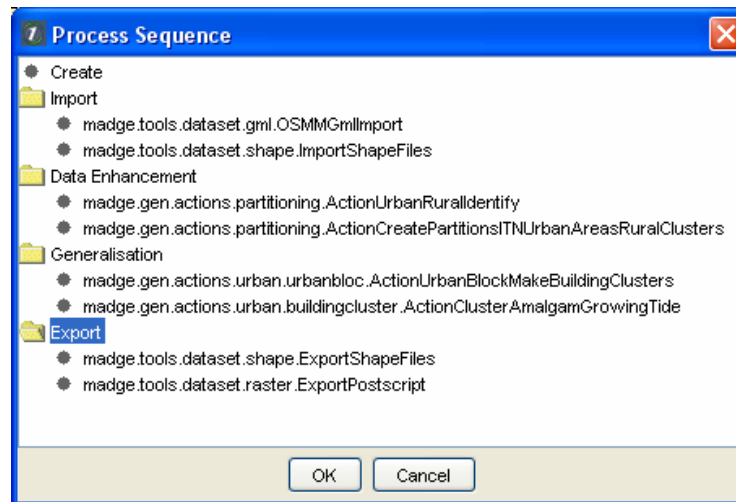 Process Sequence
Create
Import
madge.tools.dataset.gml.OSMMGmlImport
madge.tools.dataset.shape.ImportShapeFiles
Data Enhancement
madge.gen.actions.partitioning.ActionUrbanRuralIdentify
madge.gen.actions.partitioning.ActionCreatePartitionsITNUrbanAreasRuralClusters
Generalisation
madge.gen.actions.urban.urbanbloc.ActionUrbanBlockMakeBuildingClusters
madge.gen.actions.urban.buildingcluster.ActionClusterAmalgamGrowingTide
Export
madge.tools.dataset.shape.ExportShapeFiles
madge.tools.dataset.raster.ExportPostscript
OK Cancel